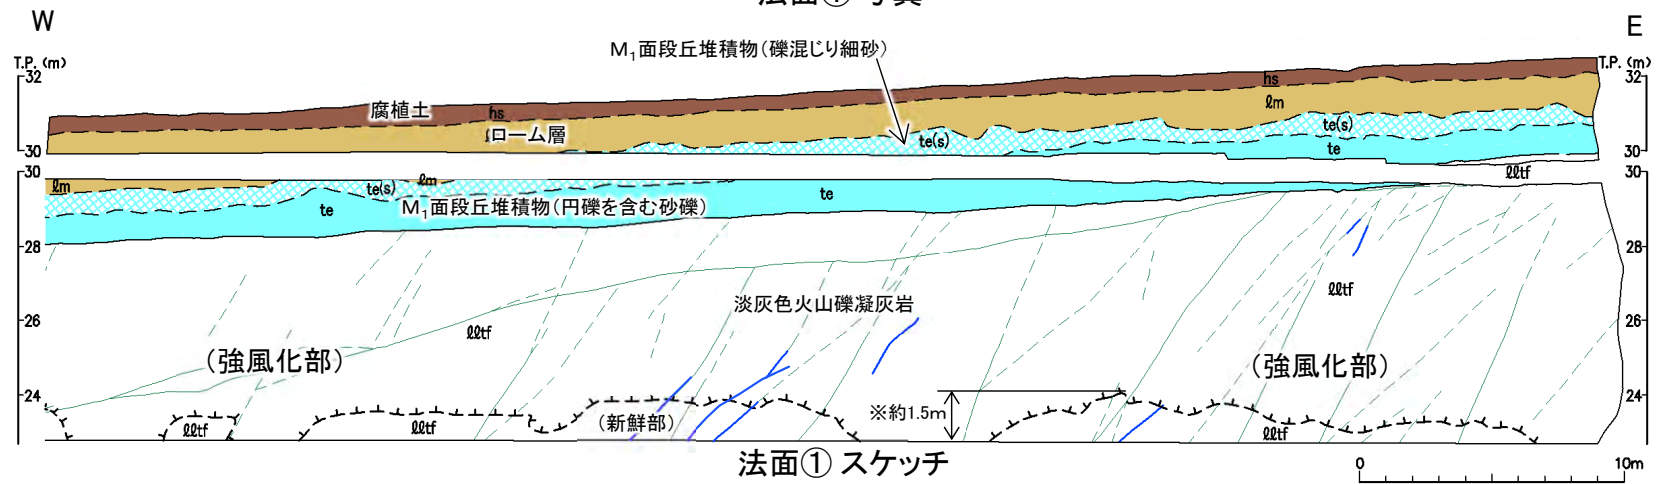 法面① 写真
W
E
M₁面段丘堆積物(礫混じり細砂)
T.P. (m)
T.P. (m)
32
32
hs
腐植土
hs
ℓm
ローム層
te(s)
te(s)
te
30
30
30
30
ℓℓtf
ℓm
te(s)
ℓm
te
M₁面段丘堆積物(円礫を含む砂礫)
te
28
28
ℓℓtf
淡灰色火山礫凝灰岩
26
26
ℓℓtf
(強風化部)
(強風化部)
24
24
※約1.5m
(新鮮部)
ℓℓtf
ℓℓtf
ℓℓtf
法面① スケッチ
0
10m